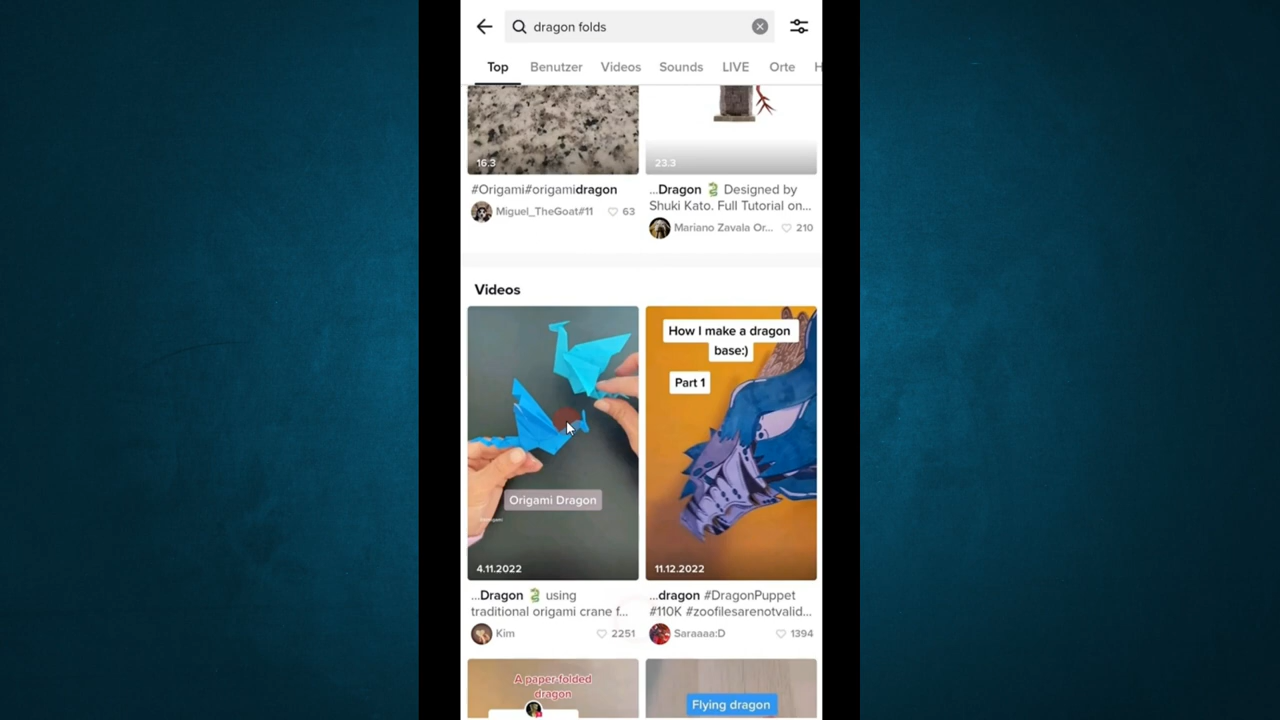 dragon folds
Top Benutzer Videos Sounds LIVE Orte H
16.3
23.3
#Origami#origamidragon
Miguel_TheGoat#11 63
...Dragon 🐉 Designed by
Shuki Kato. Full Tutorial on...
Mariano Zavala Or... 210
Videos
Origami Dragon
4.11.2022
How I make a dragon
base:)
Part 1
11.12.2022
...Dragon 🐉 using
traditional origami crane f...
Kim 2251
...dragon #DragonPuppet
#110K #zoofilesarenotvalid...
Saraaaa:D 1394
A paper-folded
dragon
Flying dragon